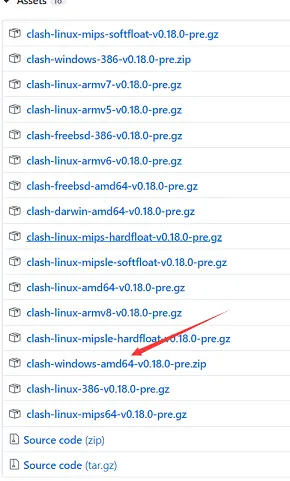 Assets 18
clash-linux-mips-softfloat-v0.18.0-pre.gz
clash-windows-386-v0.18.0-pre.zip
clash-linux-armv7-v0.18.0-pre.gz
clash-linux-armv5-v0.18.0-pre.gz
clash-freebsd-386-v0.18.0-pre.gz
clash-linux-armv6-v0.18.0-pre.gz
clash-freebsd-amd64-v0.18.0-pre.gz
clash-darwin-amd64-v0.18.0-pre.gz
clash-linux-mips-hardfloat-v0.18.0-pre.gz
clash-linux-mipsle-softfloat-v0.18.0-pre.gz
clash-linux-amd64-v0.18.0-pre.gz
clash-linux-armv8-v0.18.0-pre.gz
clash-linux-mipsle-hardfloat-v0.18.0-pre.gz
clash-windows-amd64-v0.18.0-pre.zip
clash-linux-386-v0.18.0-pre.gz
clash-linux-mips64-v0.18.0-pre.gz
Source code (zip)
Source code (tar.gz)